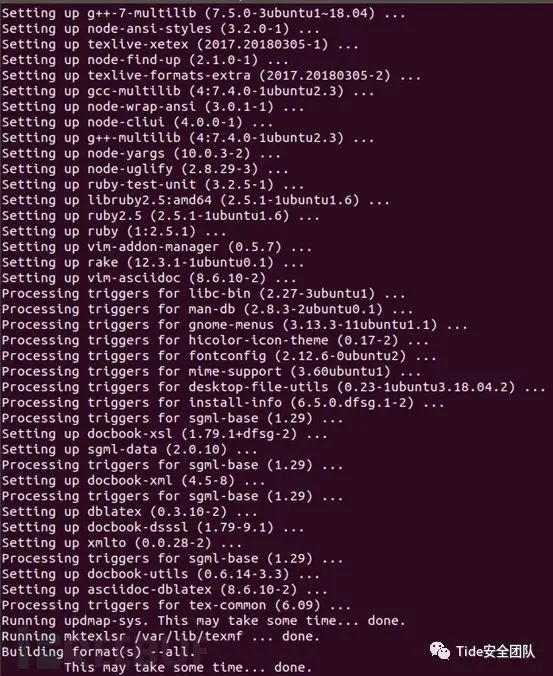 Setting up g++-7-multilib (7.5.0-3ubuntu1~18.04) ...
Setting up node-ansi-styles (3.2.0-1) ...
Setting up texlive-xetex (2017.20180305-1) ...
Setting up node-find-up (2.1.0-1) ...
Setting up texlive-formats-extra (2017.20180305-2) ...
Setting up gcc-multilib (4:7.4.0-1ubuntu2.3) ...
Setting up node-wrap-ansi (3.0.1-1) ...
Setting up node-cliui (4.0.0-1) ...
Setting up g++-multilib (4:7.4.0-1ubuntu2.3) ...
Setting up node-yargs (10.0.3-2) ...
Setting up node-uglify (2.8.29-3) ...
Setting up ruby-test-unit (3.2.5-1) ...
Setting up libruby2.5:amd64 (2.5.1-1ubuntu1.6) ...
Setting up ruby2.5 (2.5.1-1ubuntu1.6) ...
Setting up ruby (1:2.5.1) ...
Setting up vim-addon-manager (0.5.7) ...
Setting up rake (12.3.1-1ubuntu0.1) ...
Setting up vim-asciidoc (8.6.10-2) ...
Processing triggers for libc-bin (2.27-3ubuntu1) ...
Processing triggers for man-db (2.8.3-2ubuntu0.1) ...
Processing triggers for gnome-menus (3.13.3-11ubuntu1.1) ...
Processing triggers for hicolor-icon-theme (0.17-2) ...
Processing triggers for fontconfig (2.12.6-0ubuntu2) ...
Processing triggers for mime-support (3.60ubuntu1) ...
Processing triggers for desktop-file-utils (0.23-1ubuntu3.18.04.2) ...
Processing triggers for install-info (6.5.0.dfsg.1-2) ...
Processing triggers for sgml-base (1.29) ...
Setting up docbook-xsl (1.79.1+dfsg-2) ...
Setting up sgml-data (2.0.10) ...
Processing triggers for sgml-base (1.29) ...
Setting up docbook-xml (4.5-8) ...
Processing triggers for sgml-base (1.29) ...
Setting up dblatex (0.3.10-2) ...
Setting up docbook-dsssl (1.79-9.1) ...
Setting up xmlto (0.0.28-2) ...
Processing triggers for sgml-base (1.29) ...
Setting up docbook-utils (0.6.14-3.3) ...
Setting up asciidoc-dblatex (8.6.10-2) ...
Processing triggers for tex-common (6.09) ...
Running updmap-sys. This may take some time... done.
Running mktexlsr /var/lib/texmf ... done.
Building format(s) --all.
May take some time... done.
Tide安全团队